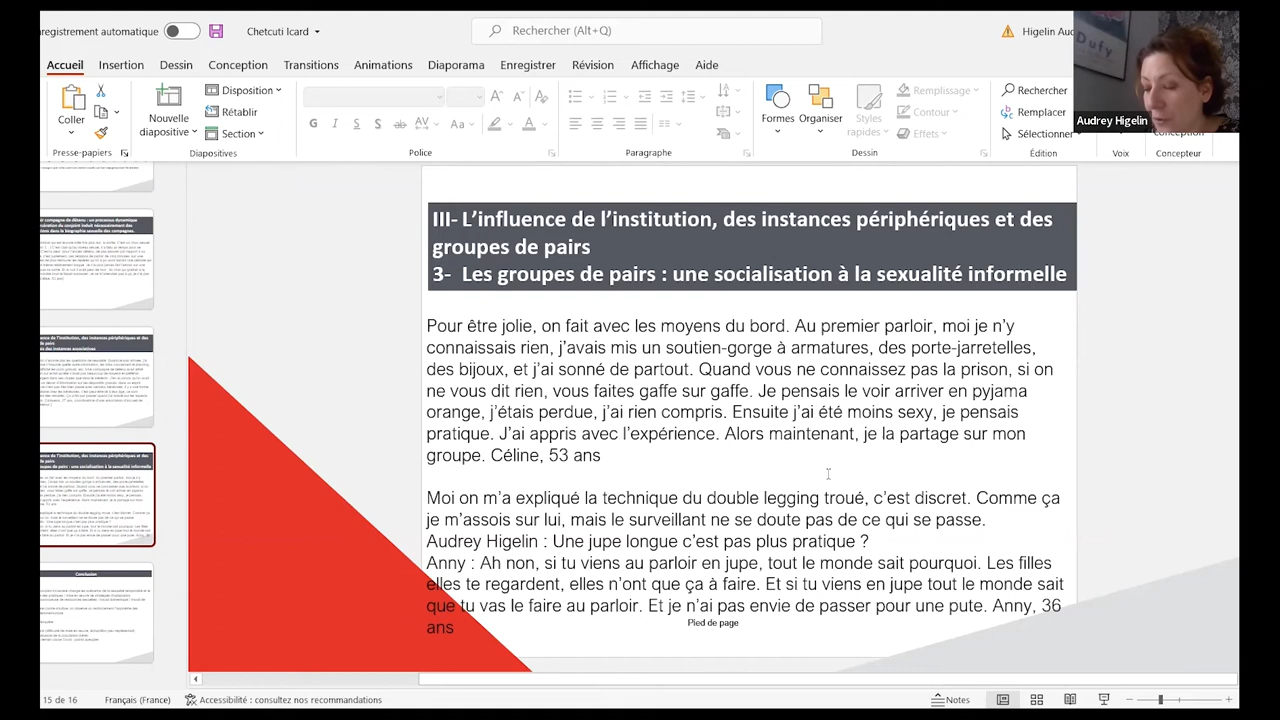 nregistrement automatique
Chetcuti Icard
Rechercher (Alt+Q)
Higelin Aud
Dufy
Audrey Higelin
Accueil Insertion Dessin Conception Transitions Animations Diaporama Enregistrer Révision Affichage Aide
Coller
Presse-papiers
Nouvelle diapositive
Disposition
Rétablir
Section
Diapositives
Police
Paragraphe
Formes
Organiser
Styles rapides
Remplissage
Contour
Effets
Dessin
Rechercher
Remplacer
Sélectionner
Édition
Voix
Concepteur
III- L’influence de l’institution, des instances périphériques et des
groupes de pairs
3- Les groupes de pairs : une socialisation à la sexualité informelle
Pour être jolie, on fait avec les moyens du bord. Au premier parloir, moi je n’y
connaissais rien, j’avais mis un soutien-gorge à armatures, des porte-jarretelles,
des bijoux, ça a sonné de partout. Quand vous connaissez pas la prison, si on
ne vous dit rien, vous faites gaffe sur gaffe. Je pensais le voir arriver en pyjama
orange, j’étais perdue, j’ai rien compris. Ensuite j’ai été moins sexy, je pensais
pratique. J’ai appris avec l’expérience. Alors maintenant, je la partage sur mon
groupe. Céline, 53 ans
Moi on m’a expliqué la technique du double legging troué, c’est discret. Comme ça
je m’assois dessus mais le surveillant ne se rend compte ce qui se passe.
Audrey Higelin : Une jupe longue c’est pas plus pratique ?
Anny : Ah non, si tu viens au parloir en jupe, tout le monde sait pourquoi. Les filles
elles te regardent, elles n’ont que ça à faire. Et si tu viens en jupe tout le monde sait
que tu vas le faire au parloir. Et je n’ai pas envie de passer pour une pute. Anny, 36
ans
Pied de page
Conclusion
15 de 16
Français (France)
Accessibilité : consultez nos recommandations
Notes